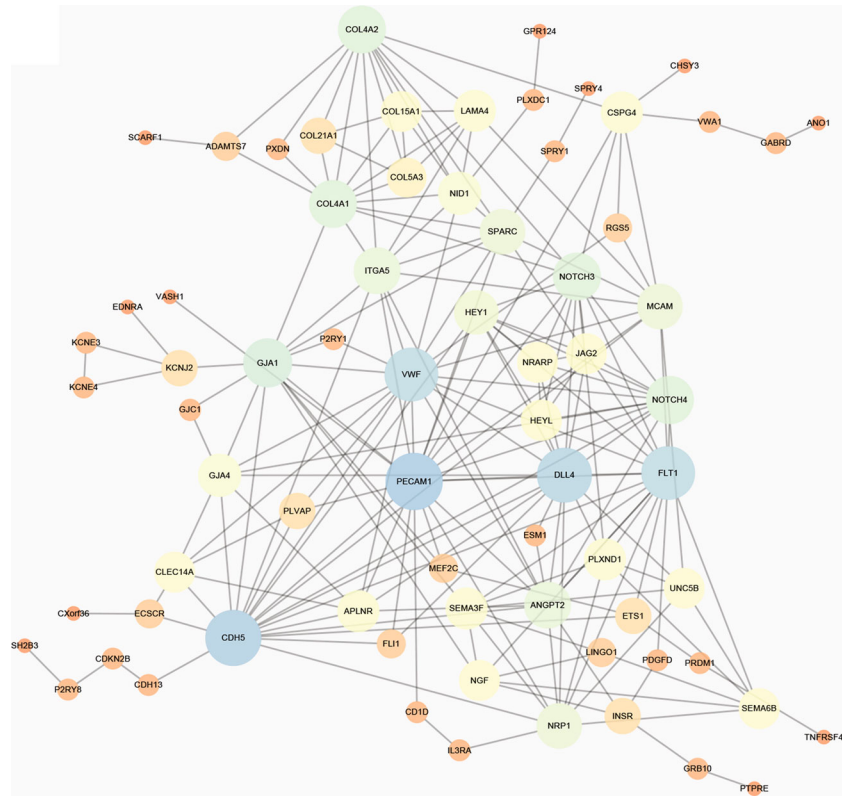 COL4A2
GPR124
CHSY3
SPRY4
PLXDC1
COL15A1
LAMA4
CSPG4
VWA1
ANO1
SCARF1
COL21A1
GABRD
ADAMTS7
PXDN
SPRY1
COL5A3
NID1
COL4A1
RGS5
SPARC
ITGA5
NOTCH3
VASH1
EDNRA
MCAM
HEY1
KCNE3
P2RY1
JAG2
GJA1
NRARP
KCNJ2
VWF
KCNE4
NOTCH4
GJC1
HEYL
GJA4
PECAM1
DLL4
FLT1
PLVAP
ESM1
PLXND1
MEF2C
CLEC14A
UNC5B
CXorf36
ECSCR
APLNR
SEMA3F
ANGPT2
ETS1
CDH5
SH2B3
FLI1
LINGO1
CDKN2B
PDGFD
PRDM1
NGF
P2RY8
CDH13
CD1D
INSR
SEMA6B
NRP1
TNFRSF4
IL3RA
GRB10
PTPRE